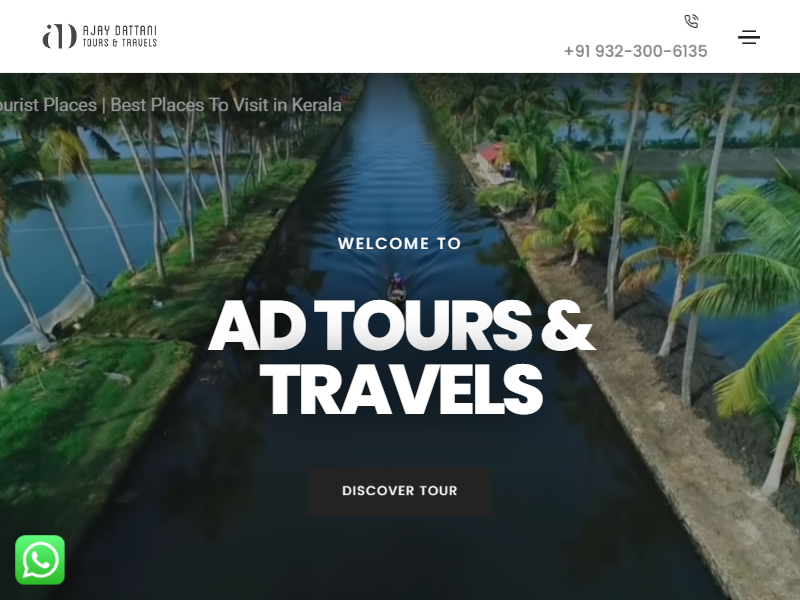 AJAY DATTANI
TOURS & TRAVELS
+91 932-300-6135
ourist Places | Best Places To Visit in Kerala
WELCOME TO
AD TOURS &
TRAVELS
DISCOVER TOUR